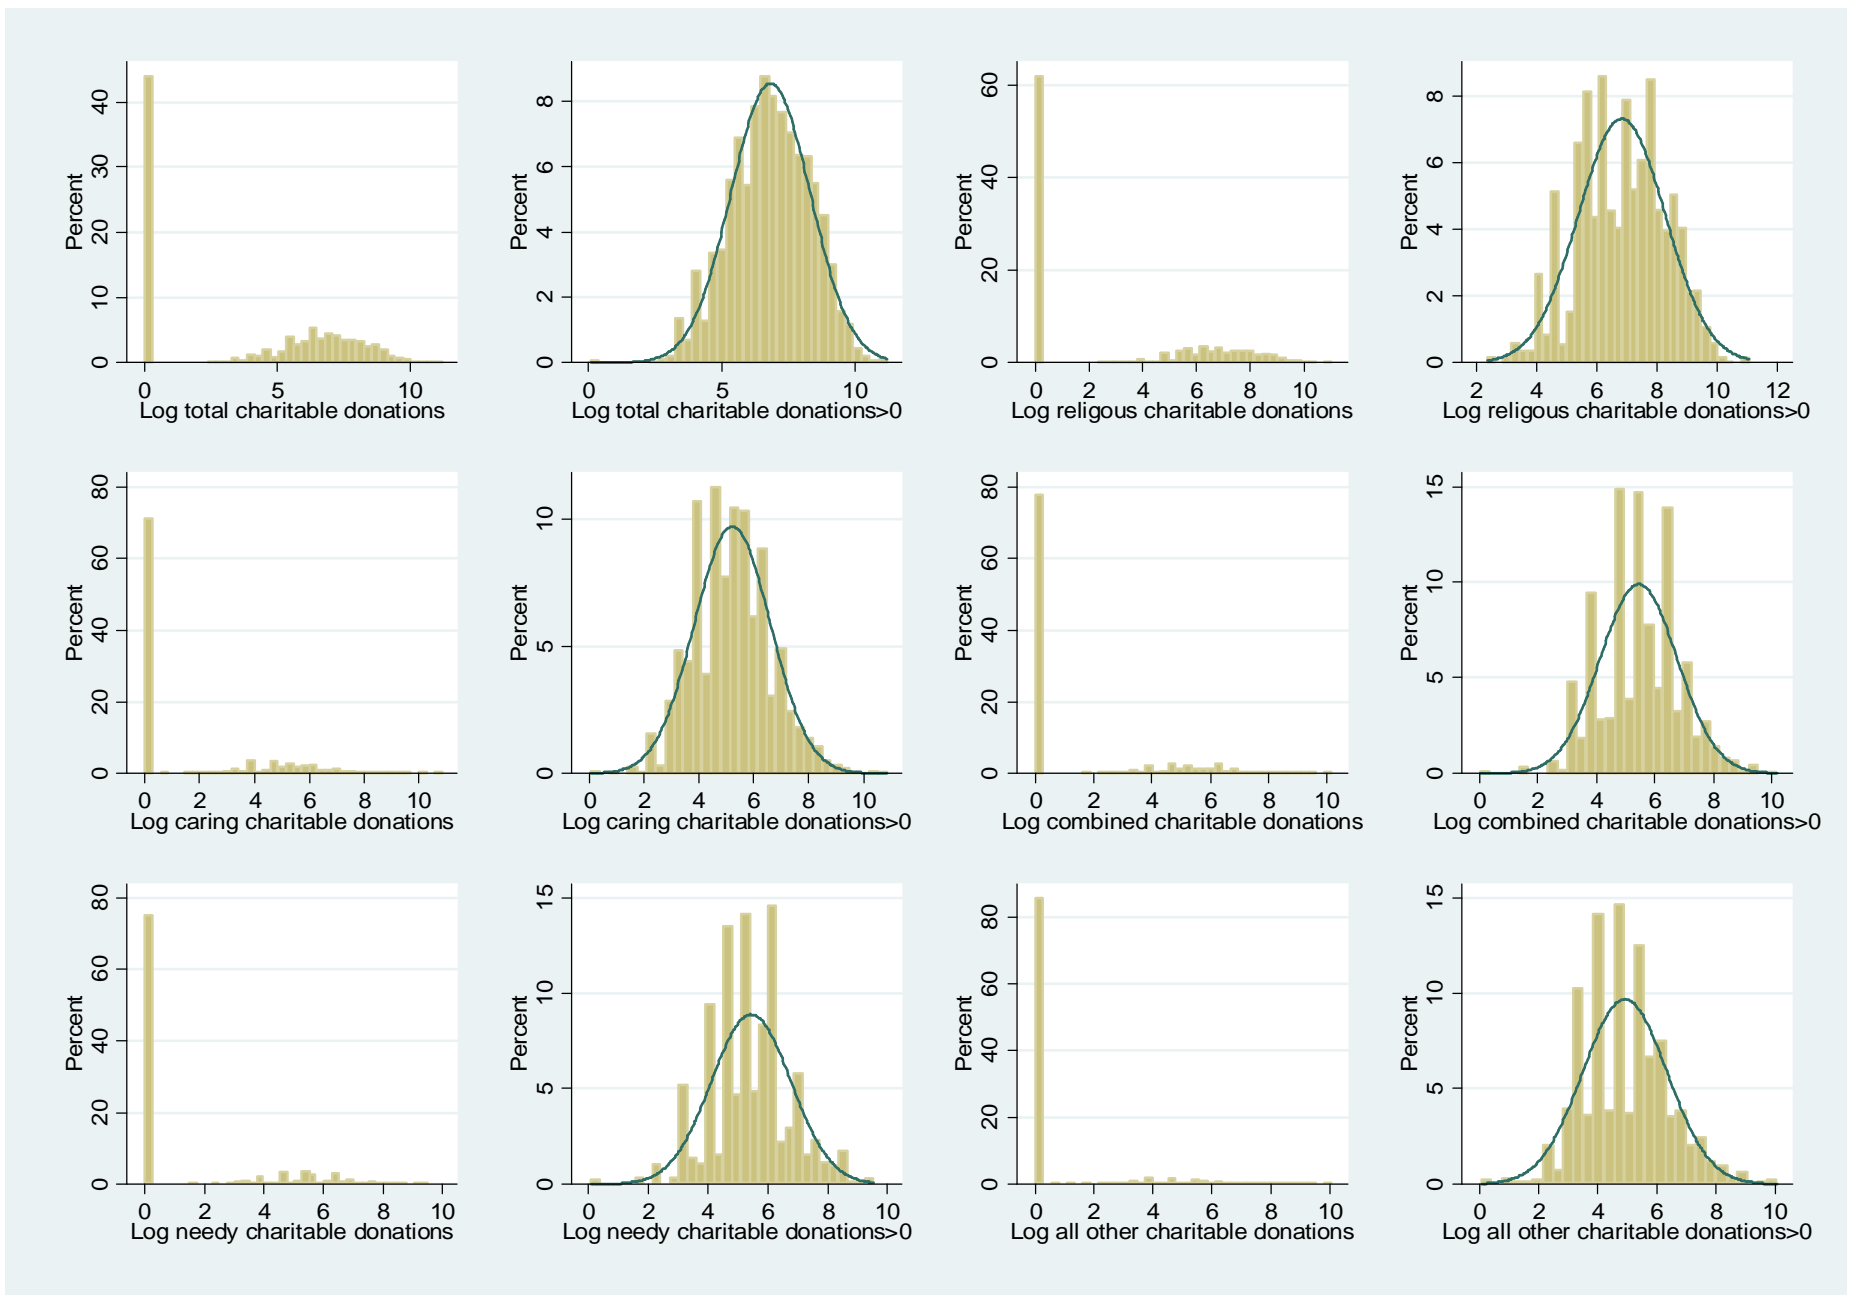 Percent
40
30
20
10
0
0 5 10
Log total charitable donations
Percent
8
6
4
2
0
0 5 10
Log total charitable donations>0
Percent
60
40
20
0
0 2 4 6 8 10
Log religous charitable donations
Percent
8
6
4
2
0
2 4 6 8 10 12
Log religous charitable donations>0
Percent
80
60
40
20
0
0 2 4 6 8 10
Log caring charitable donations
Percent
10
5
0
0 2 4 6 8 10
Log caring charitable donations>0
Percent
80
60
40
20
0
0 2 4 6 8 10
Log combined charitable donations
Percent
15
10
5
0
0 2 4 6 8 10
Log combined charitable donations>0
Percent
80
60
40
20
0
0 2 4 6 8 10
Log needy charitable donations
Percent
15
10
5
0
0 2 4 6 8 10
Log needy charitable donations>0
Percent
80
60
40
20
0
0 2 4 6 8 10
Log all other charitable donations
Percent
15
10
5
0
0 2 4 6 8 10
Log all other charitable donations>0